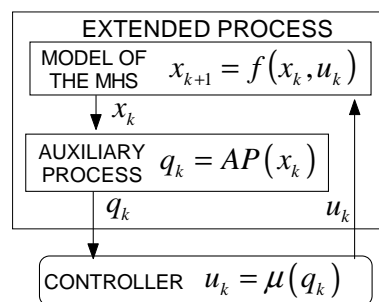 EXTENDED PROCESS
MODEL OF THE MHS x_{k+1} = f(x_k, u_k)
x_k
AUXILIARY PROCESS q_k = AP(x_k)
q_k
u_k
CONTROLLER u_k = μ(q_k)